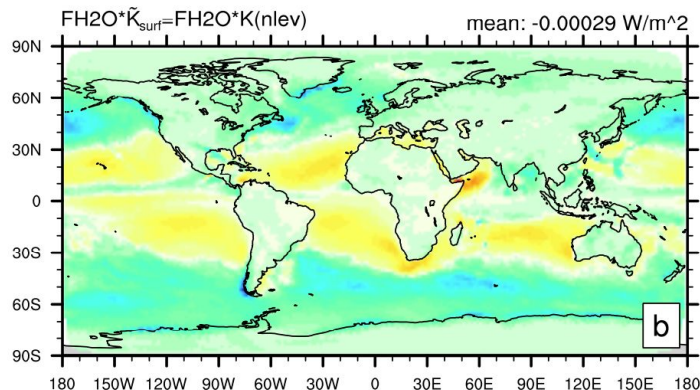 FH2O*K̃surf=FH2O*K(nlev) mean: -0.00029 W/m^2
90N
60N
30N
0
30S
60S
90S
b
180 150W 120W 90W 60W 30W 0 30E 60E 90E 120E 150E 180